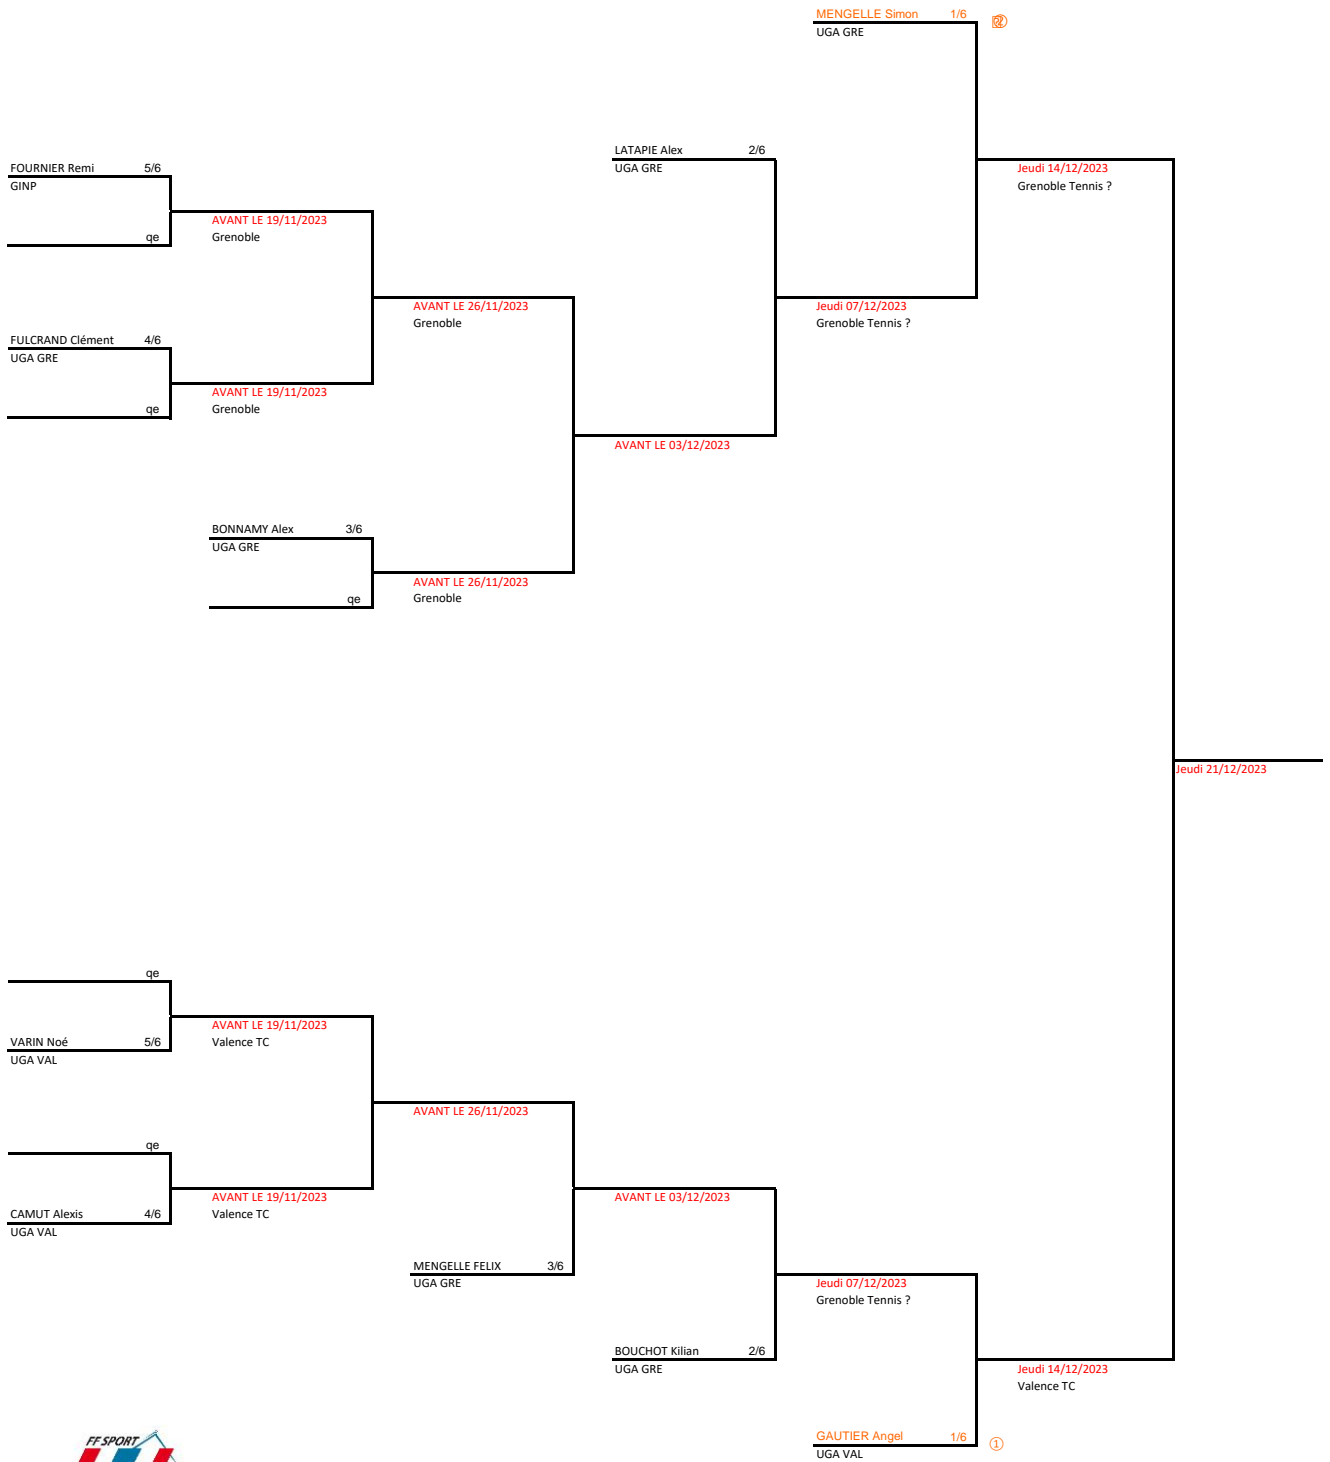 MENGELLE Simon 1/6
UGA GRE
LATAPIE Alex 2/6
UGA GRE
FOURNIER Remi 5/6
GINP
Jeudi 14/12/2023
Grenoble Tennis ?
AVANT LE 19/11/2023
Grenoble
qe
AVANT LE 26/11/2023
Grenoble
Jeudi 07/12/2023
Grenoble Tennis ?
FULCRAND Clément 4/6
UGA GRE
AVANT LE 19/11/2023
Grenoble
qe
AVANT LE 03/12/2023
BONNAMY Alex 3/6
UGA GRE
AVANT LE 26/11/2023
Grenoble
qe
Jeudi 21/12/2023
qe
AVANT LE 19/11/2023
Valence TC
VARIN Noé 5/6
UGA VAL
AVANT LE 26/11/2023
qe
AVANT LE 19/11/2023
Valence TC
AVANT LE 03/12/2023
CAMUT Alexis 4/6
UGA VAL
MENGELLE FELIX 3/6
UGA GRE
Jeudi 07/12/2023
Grenoble Tennis ?
BOUCHOT Kilian 2/6
UGA GRE
Jeudi 14/12/2023
Valence TC
GAUTIER Angel 1/6 ①
UGA VAL
FF SPORT